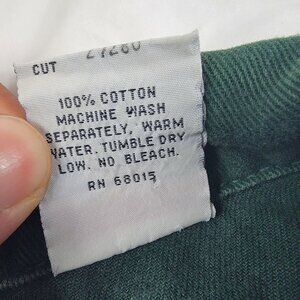 CUT
100% COTTON
MACHINE WASH
SEPARATELY, WARM
WATER. TUMBLE DRY
LOW. NO BLEACH.
RN 68015